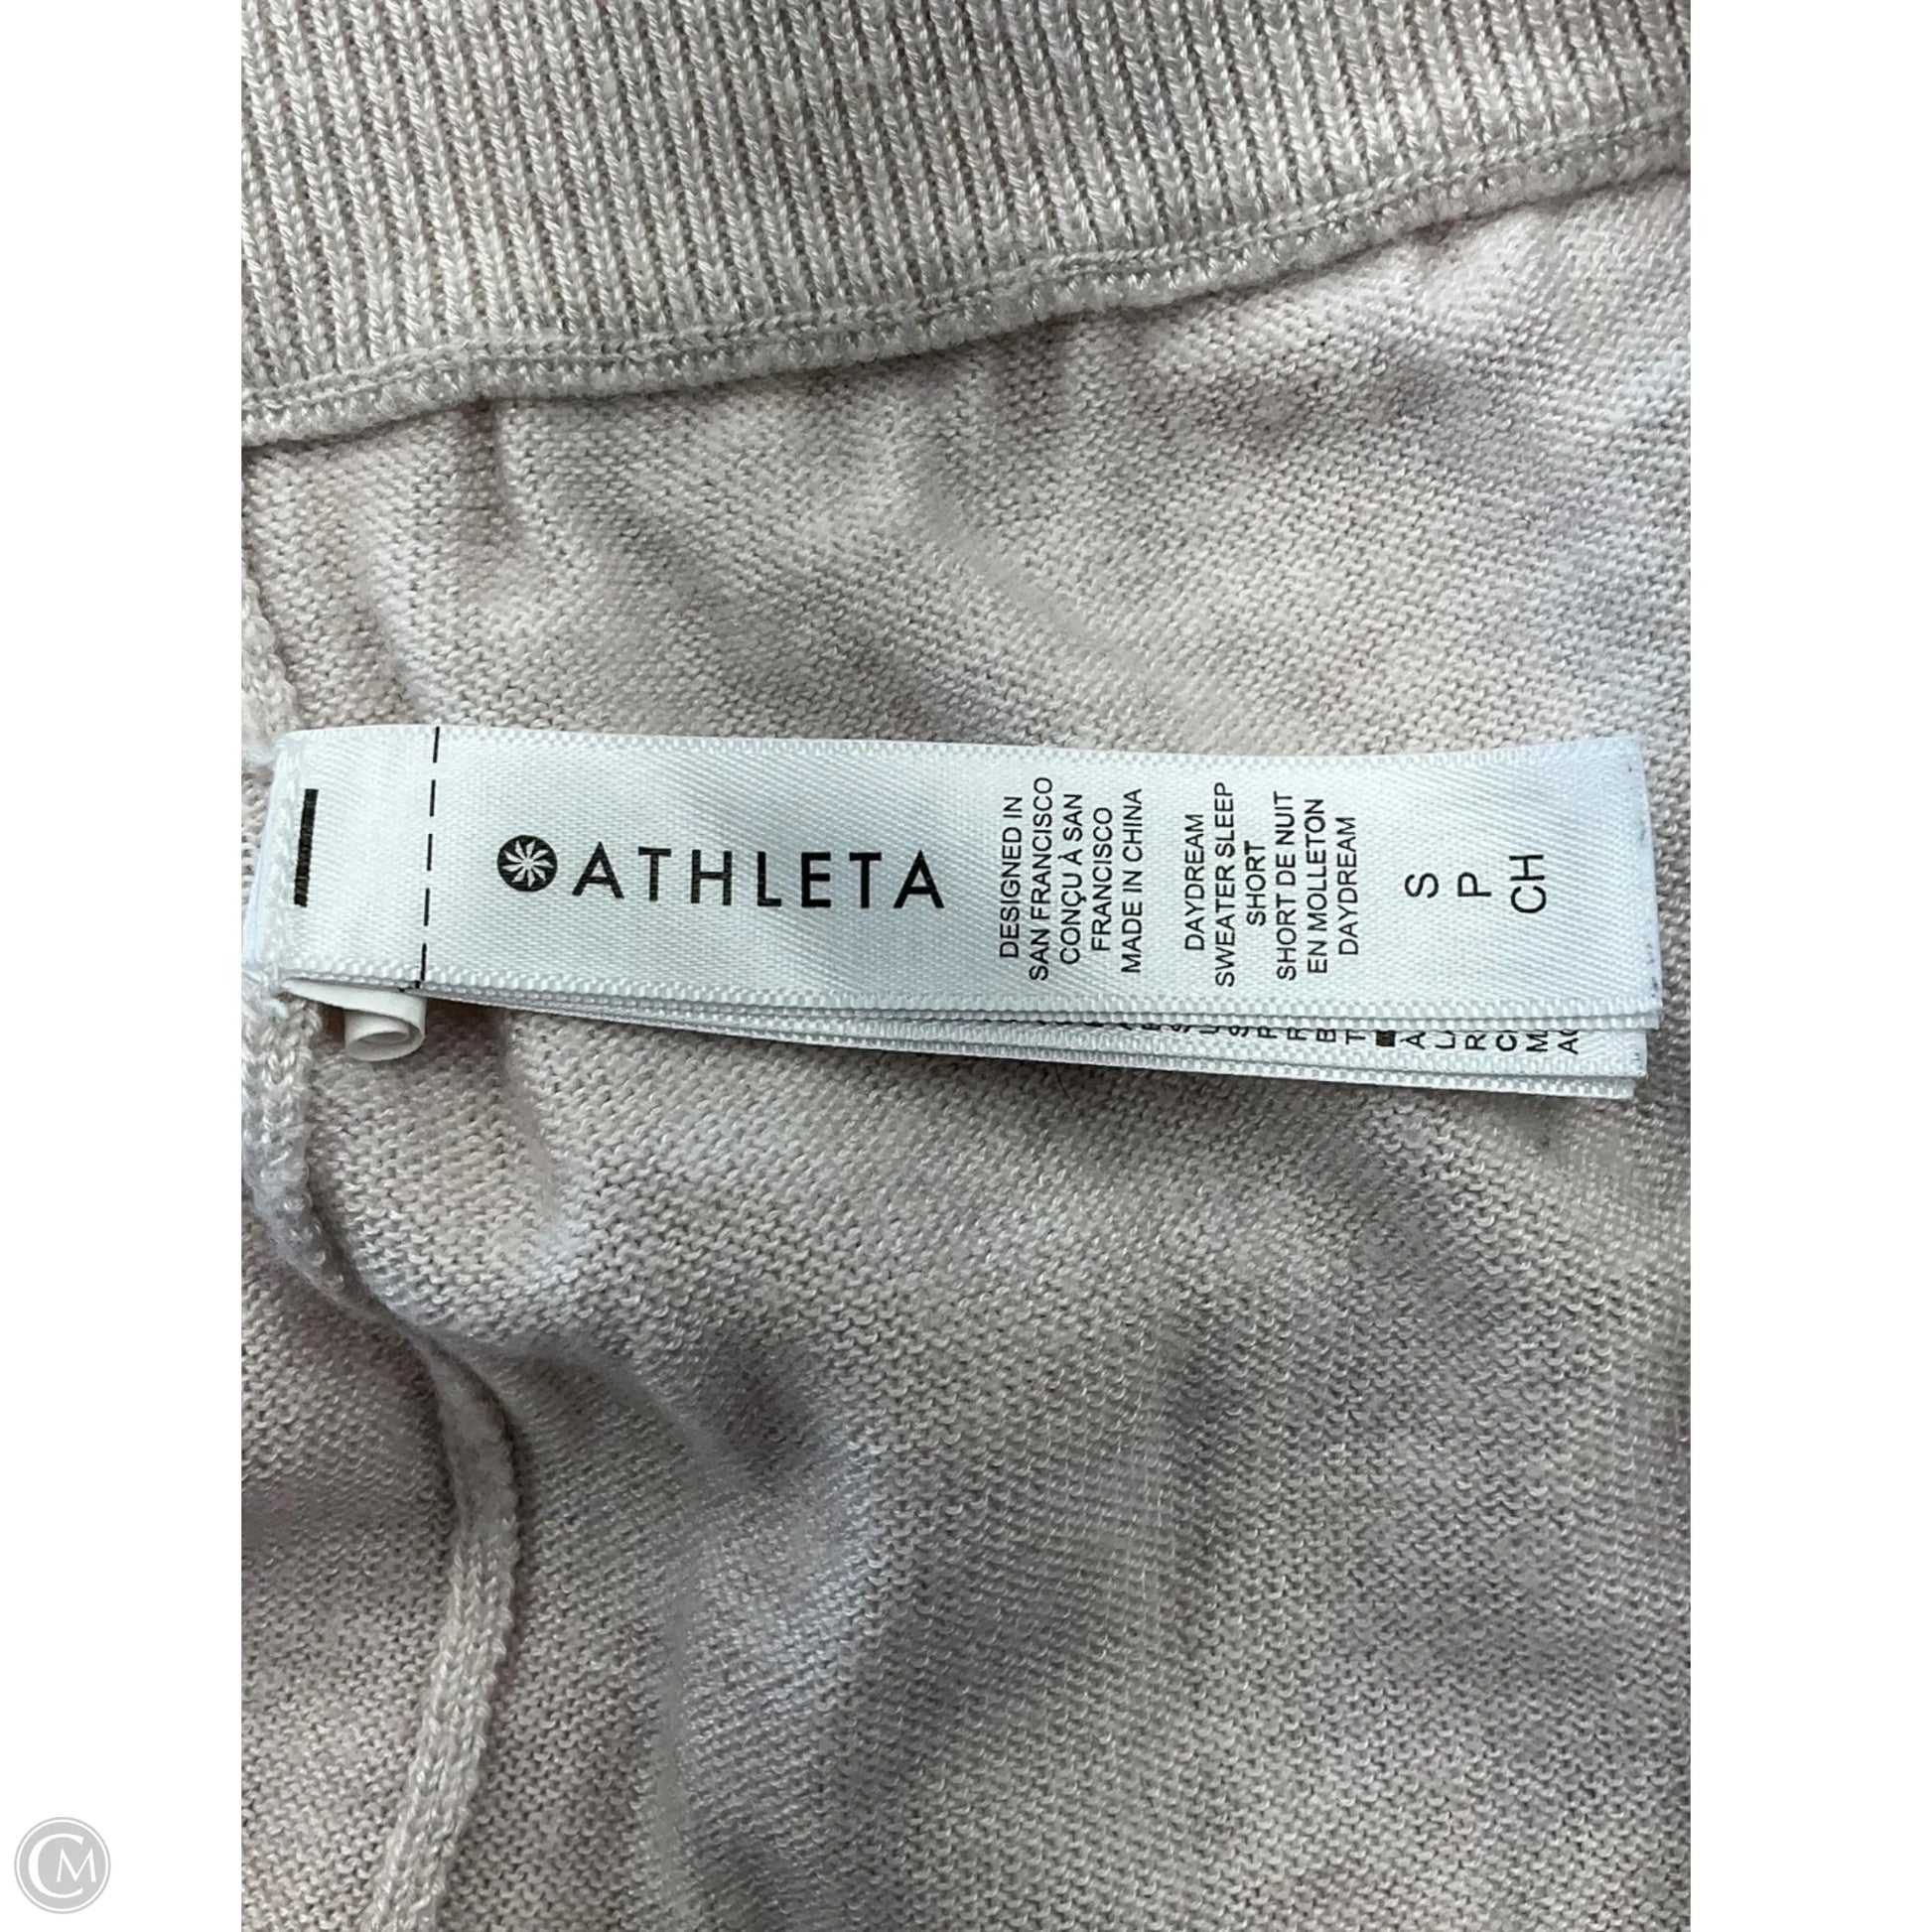 ATHLETA
DESIGNED IN
SAN FRANCISCO
CONÇU À SAN
FRANCISCO
MADE IN CHINA
DAYDREAM
SWEATER SLEEP
SHORT
SHORT DE NUIT
EN MOLLETON
DAYDREAM
S
P
CH
CM